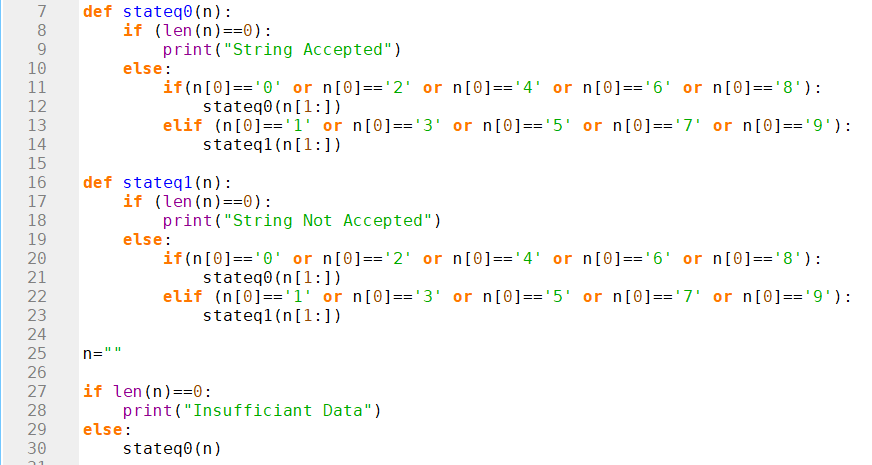 7 def stateq0(n):
8 if (len(n)==0):
9 print("String Accepted")
10 else:
11 if(n[0]=='0' or n[0]=='2' or n[0]=='4' or n[0]=='6' or n[0]=='8'):
12 stateq0(n[1:])
13 elif (n[0]=='1' or n[0]=='3' or n[0]=='5' or n[0]=='7' or n[0]=='9'):
14 stateq1(n[1:])
15
16 def stateq1(n):
17 if (len(n)==0):
18 print("String Not Accepted")
19 else:
20 if(n[0]=='0' or n[0]=='2' or n[0]=='4' or n[0]=='6' or n[0]=='8'):
21 stateq0(n[1:])
22 elif (n[0]=='1' or n[0]=='3' or n[0]=='5' or n[0]=='7' or n[0]=='9'):
23 stateq1(n[1:])
24
25 n=""
26
27 if len(n)==0:
28 print("Insufficiant Data")
29 else:
30 stateq0(n)